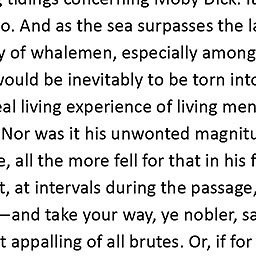 tidings concerning Moby Dick. It
o. And as the sea surpasses the la
y of whalemen, especially among
would be inevitably to be torn into
eal living experience of living men
Nor was it his unwonted magnitu
e, all the more fell for that in his f
t, at intervals during the passage,
—and take your way, ye nobler, sa
t appalling of all brutes. Or, if for